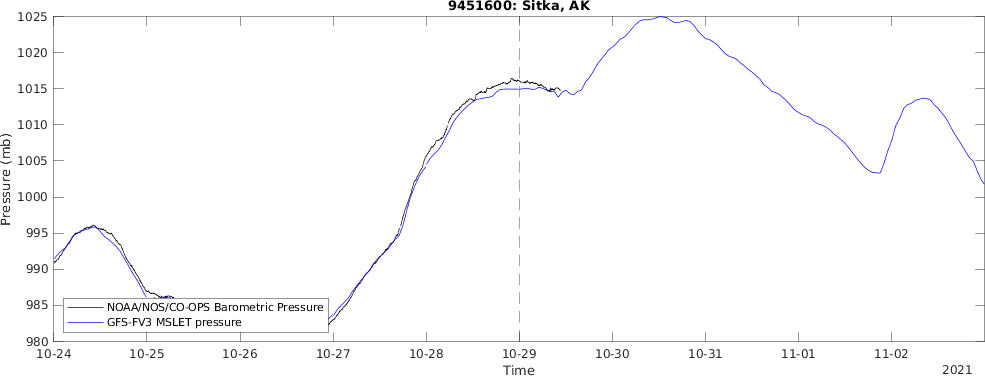 9451600: Sitka, AK
Pressure (mb)
1025
1020
1015
1010
1005
1000
995
990
985
980
NOAA/NOS/CO-OPS Barometric Pressure
GFS-FV3 MSLET pressure
10-24 10-25 10-26 10-27 10-28 10-29 10-30 10-31 11-01 11-02
Time
2021